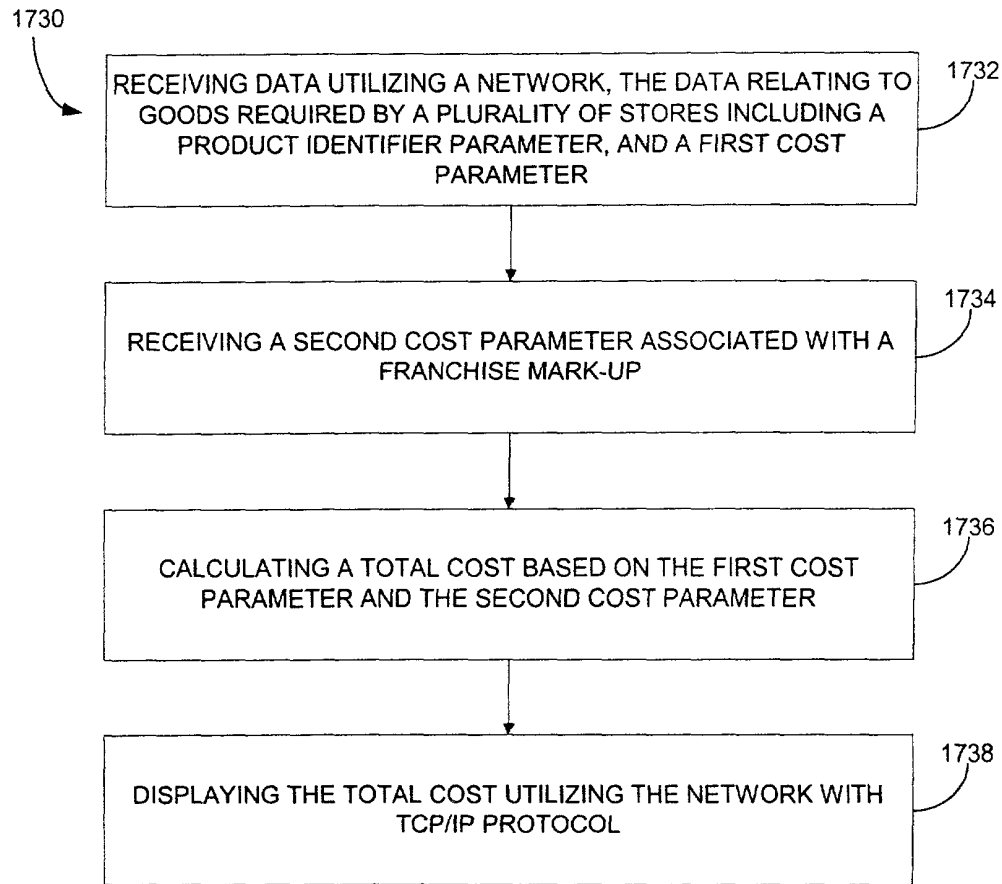 1730
RECEIVING DATA UTILIZING A NETWORK, THE DATA RELATING TO
GOODS REQUIRED BY A PLURALITY OF STORES INCLUDING A
PRODUCT IDENTIFIER PARAMETER, AND A FIRST COST
PARAMETER
1732
RECEIVING A SECOND COST PARAMETER ASSOCIATED WITH A
FRANCHISE MARK-UP
1734
CALCULATING A TOTAL COST BASED ON THE FIRST COST
PARAMETER AND THE SECOND COST PARAMETER
1736
DISPLAYING THE TOTAL COST UTILIZING THE NETWORK WITH
TCP/IP PROTOCOL
1738